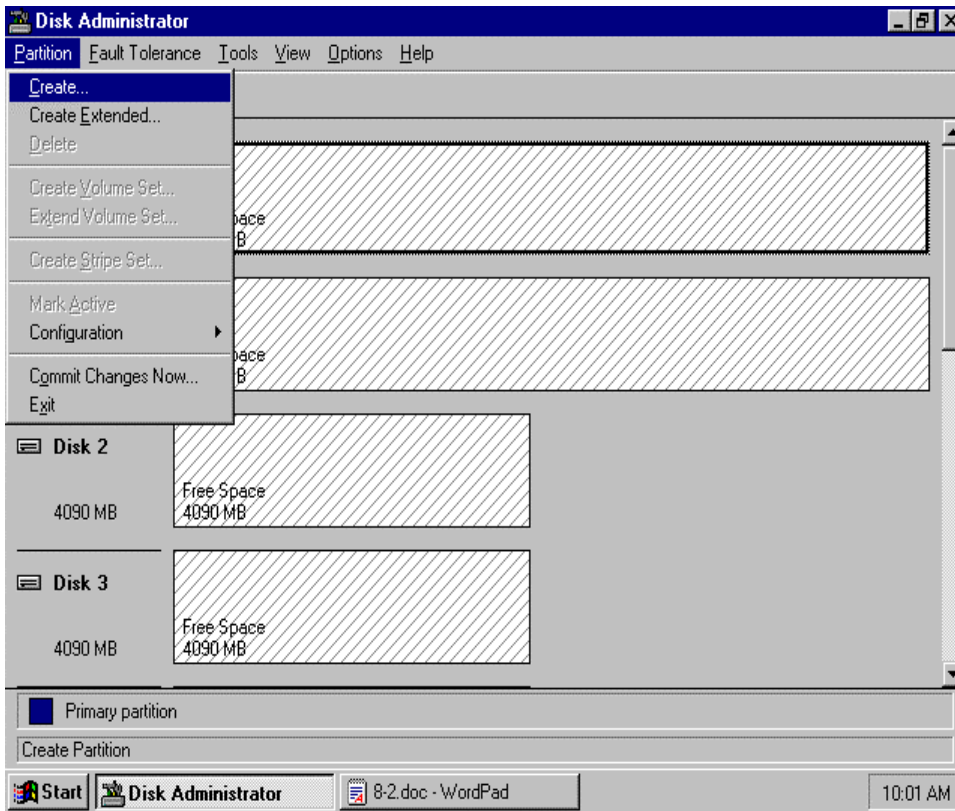 Disk Administrator
Partition Fault Tolerance Tools View Options Help
Create...
Create Extended...
Delete
Create Volume Set...
Extend Volume Set...
Create Stripe Set...
Mark Active
Configuration
Commit Changes Now...
Exit
Disk 2
4090 MB
Free Space
4090 MB
Disk 3
4090 MB
Free Space
4090 MB
Primary partition
Create Partition
Start Disk Administrator 8-2.doc - WordPad 10:01 AM